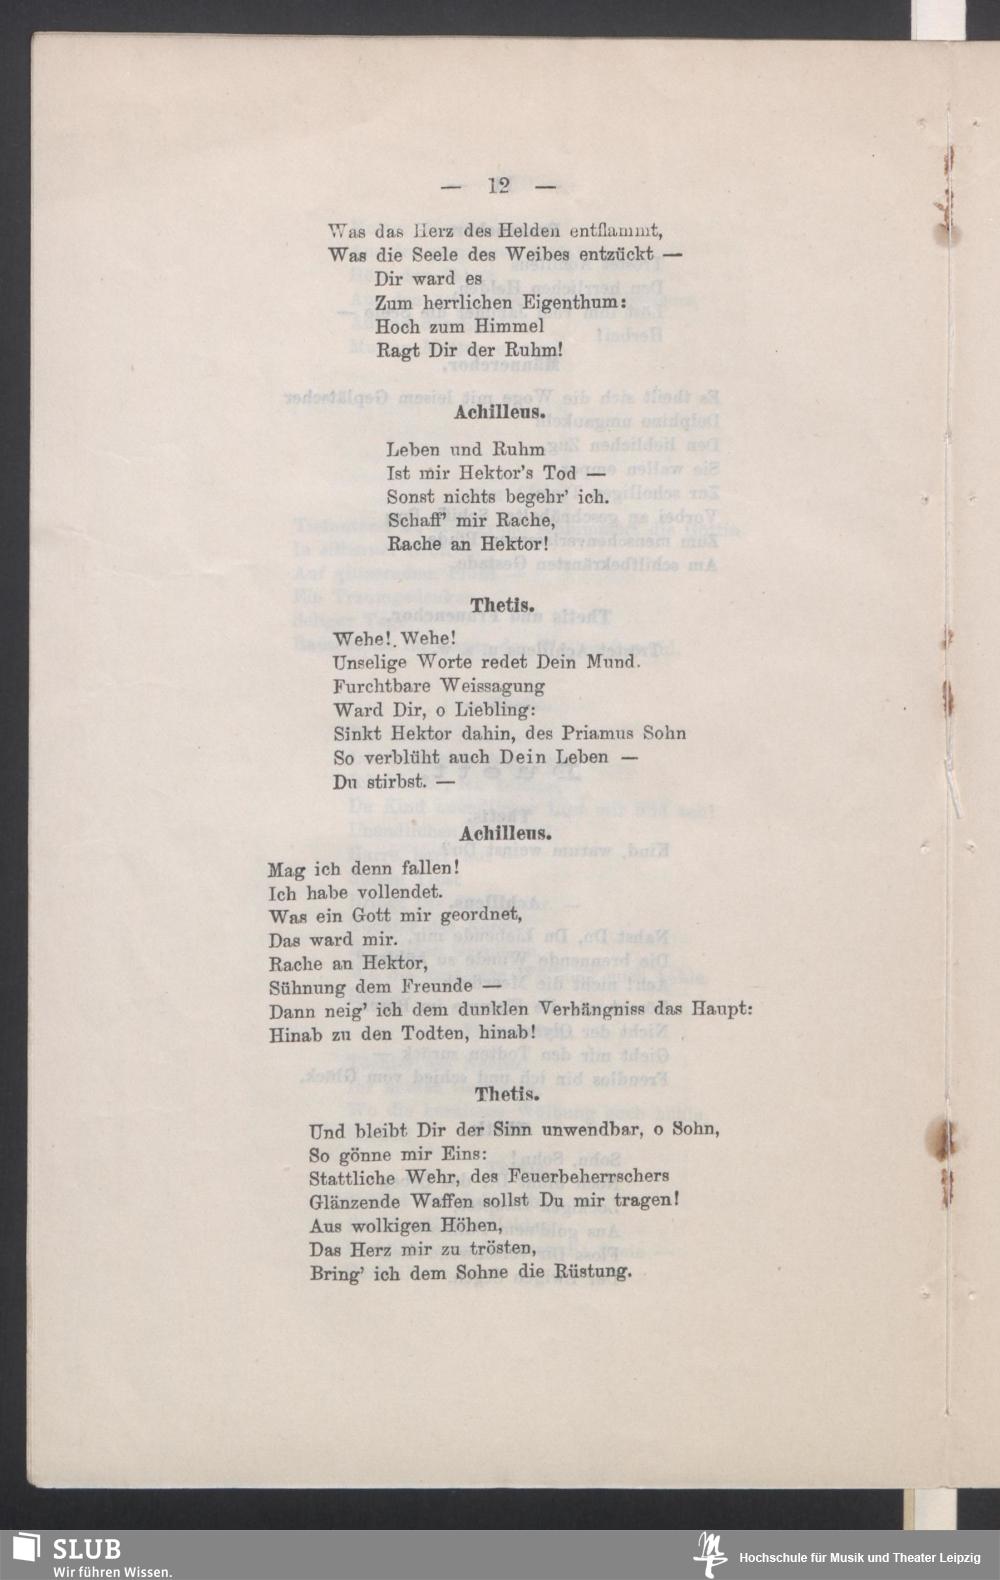 — 12 —
Was das Herz des Helden entflammt,
Was die Seele des Weibes entzückt —
Dir ward es
Zum herrlichen Eigenthum:
Hoch zum Himmel
Ragt Dir der Ruhm!
Achilleus.
Leben und Ruhm
Ist mir Hektor's Tod —
Sonst nichts begehr' ich.
Schaff' mir Rache,
Rache an Hektor!
Thetis.
Wehe! Wehe!
Unselige Worte redet Dein Mund.
Furchtbare Weissagung
Ward Dir, o Liebling:
Sinkt Hektor dahin, des Priamus Sohn
So verblüht auch Dein Leben —
Du stirbst. —
Achilleus.
Mag ich denn fallen!
Ich habe vollendet.
Was ein Gott mir geordnet,
Das ward mir.
Rache an Hektor,
Sühnung dem Freunde —
Dann neig' ich dem dunklen Verhängniss das Haupt:
Hinab zu den Todten, hinab!
Thetis.
Und bleibt Dir der Sinn unwendbar, o Sohn,
So gönne mir Eins:
Stattliche Wehr, des Feuerbeherrschers
Glänzende Waffen sollst Du mir tragen!
Aus wolkigen Höhen,
Das Herz mir zu trösten,
Bring' ich dem Sohne die Rüstung.
SLUB
Wir führen Wissen.
Hochschule für Musik und Theater Leipzig